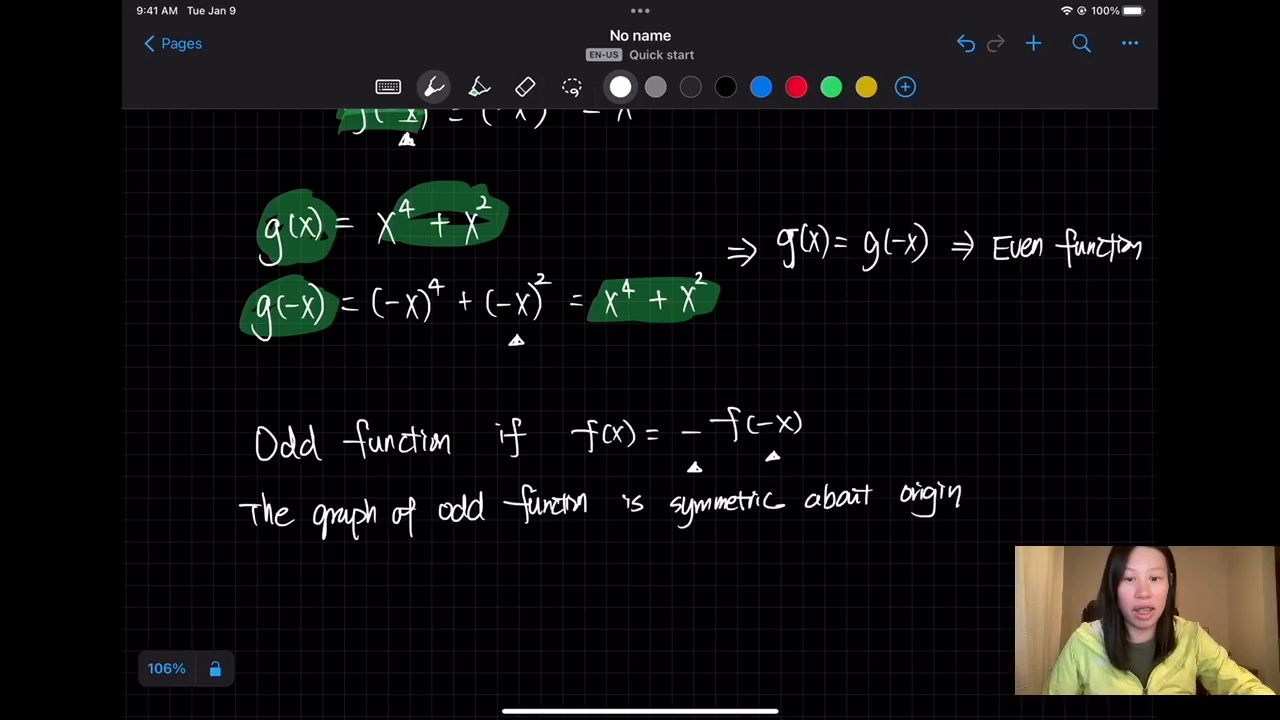 9:41 AM Tue Jan 9
100%
Pages
No name
EN-US Quick start
g(x) = x⁴ + x²
⇒ g(x) = g(-x) ⇒ Even function
g(-x) = (-x)⁴ + (-x)² = x⁴ + x²
Odd function if f(x) = - f(-x)
The graph of odd function is symmetric about origin
106%